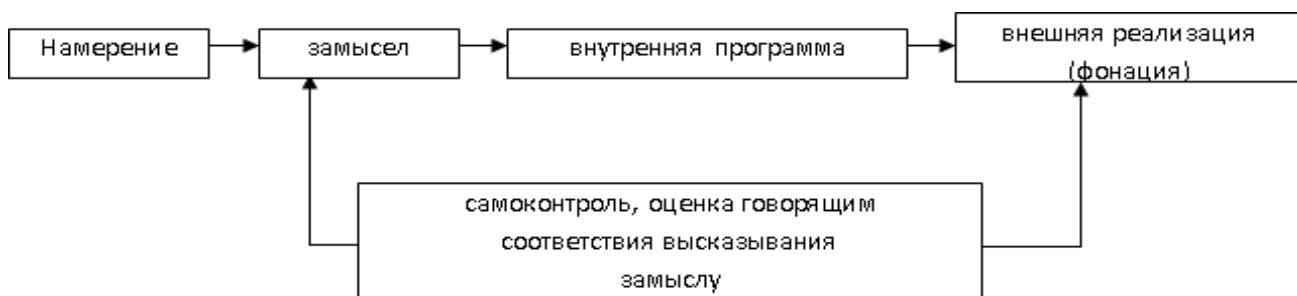 Намерение
замысел
внутренняя программа
внешняя реализация
(фонация)
самоконтроль, оценка говорящим
соответствия высказывания
замыслу